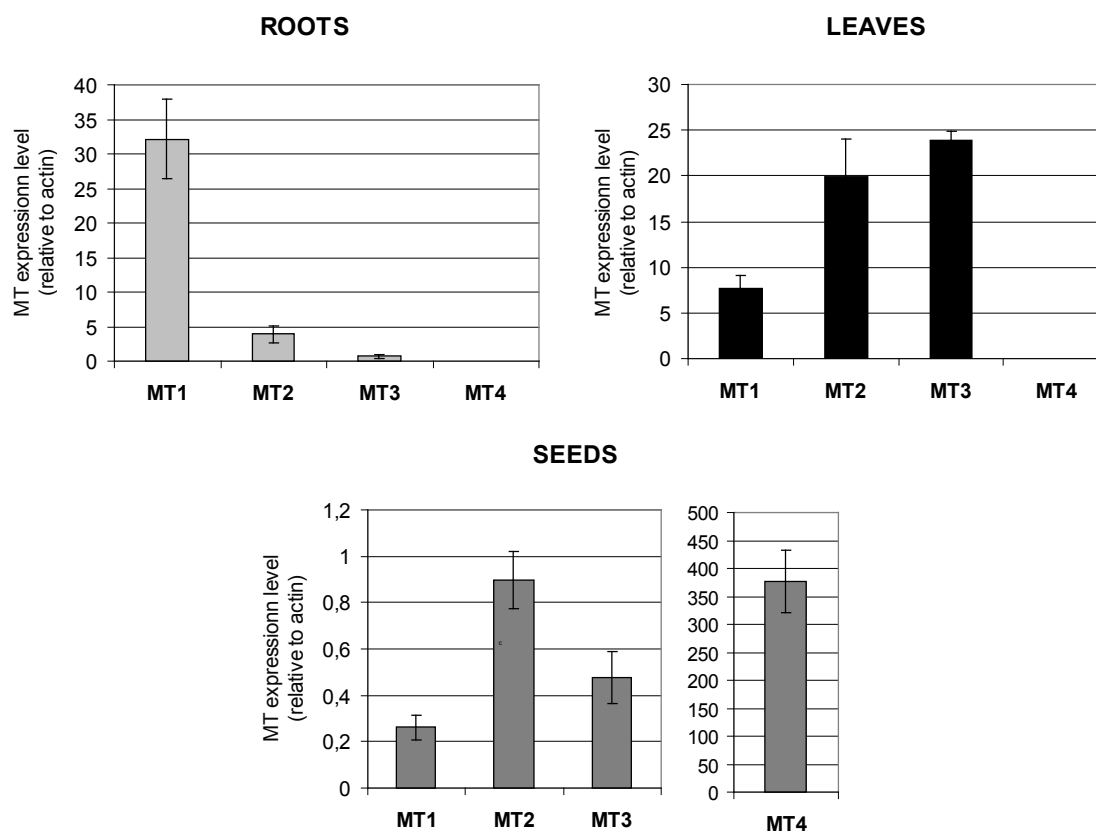 ROOTS
MT expressionn level
(relative to actin)
40
35
30
25
20
15
10
5
0
MT1 MT2 MT3 MT4
LEAVES
MT expressionn level
(relative to actin)
30
25
20
15
10
5
0
MT1 MT2 MT3 MT4
SEEDS
MT expressionn level
(relative to actin)
1,2
1
0,8
0,6
0,4
0,2
0
MT1 MT2 MT3
500
450
400
350
300
250
200
150
100
50
0
MT4